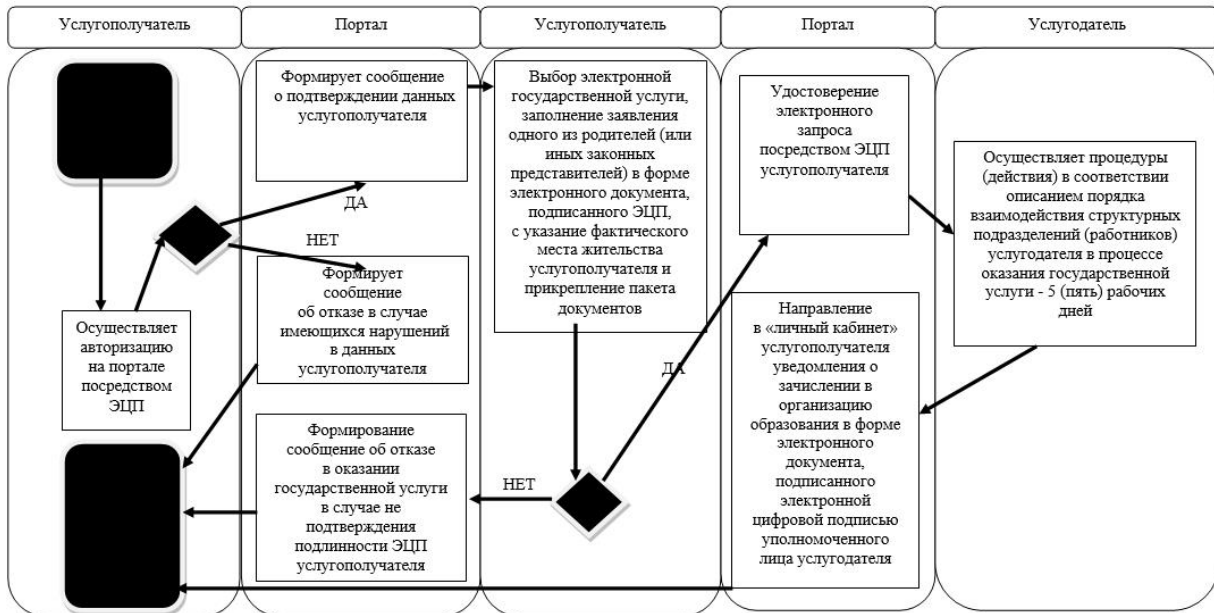 Услугополучатель
Портал
Услугополучатель
Портал
Услугодатель
Осуществляет
авторизацию
на портале
посредством
ЭЦП
Формирует сообщение
о подтверждении данных
услугополучателя
ДА
НЕТ
Формирует
сообщение
об отказе в случае
имеющихся нарушений
в данных
услугополучателя
Формирование
сообщение об отказе
в оказании
государственной услуги
в случае не
подтверждения
подлинности ЭЦП
услугополучателя
Выбор электронной
государственной услуги,
заполнение заявления
одного из родителей (или
иных законных
представителей) в форме
электронного документа,
подписанного ЭЦП,
с указание фактического
места жительства
услугополучателя и
прикрепление пакета
документов
НЕТ
ДА
Удостоверение
электронного
запроса
посредством ЭЦП
услугополучателя
Направление
в «личный кабинет»
услугополучателя
уведомления о
зачислении в
организацию
образования в форме
электронного
документа,
подписанного
электронной
цифровой подписью
уполномоченного
лица услугодателя
Осуществляет процедуры
(действия) в соответствии
описанием порядка
взаимодействия структурных
подразделений (работников)
услугодателя в процессе
оказания государственной
услуги - 5 (пять) рабочих
дней